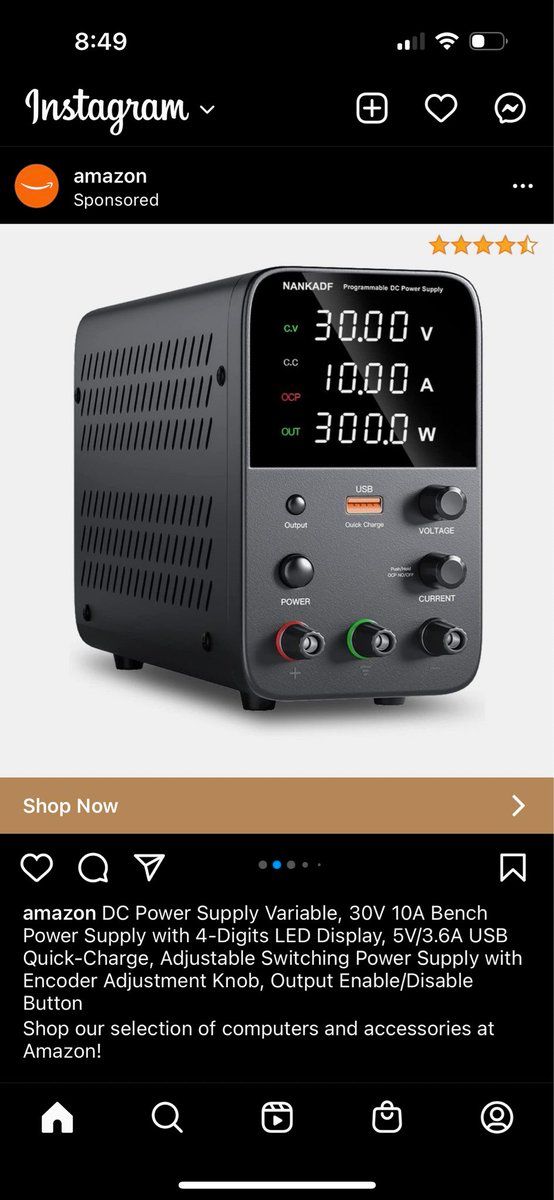 8:49
Instagram
amazon
Sponsored
NANKADF Programmable DC Power Supply
C.V 30.00 V
C.C
10.00 A
OCP
OUT 300.0 W
USB
Output
Quick Charge
VOLTAGE
Push/Hold
OCP NO/OFF
POWER
CURRENT
+ −
Shop Now
amazon DC Power Supply Variable, 30V 10A Bench
Power Supply with 4-Digits LED Display, 5V/3.6A USB
Quick-Charge, Adjustable Switching Power Supply with
Encoder Adjustment Knob, Output Enable/Disable
Button
Shop our selection of computers and accessories at
Amazon!